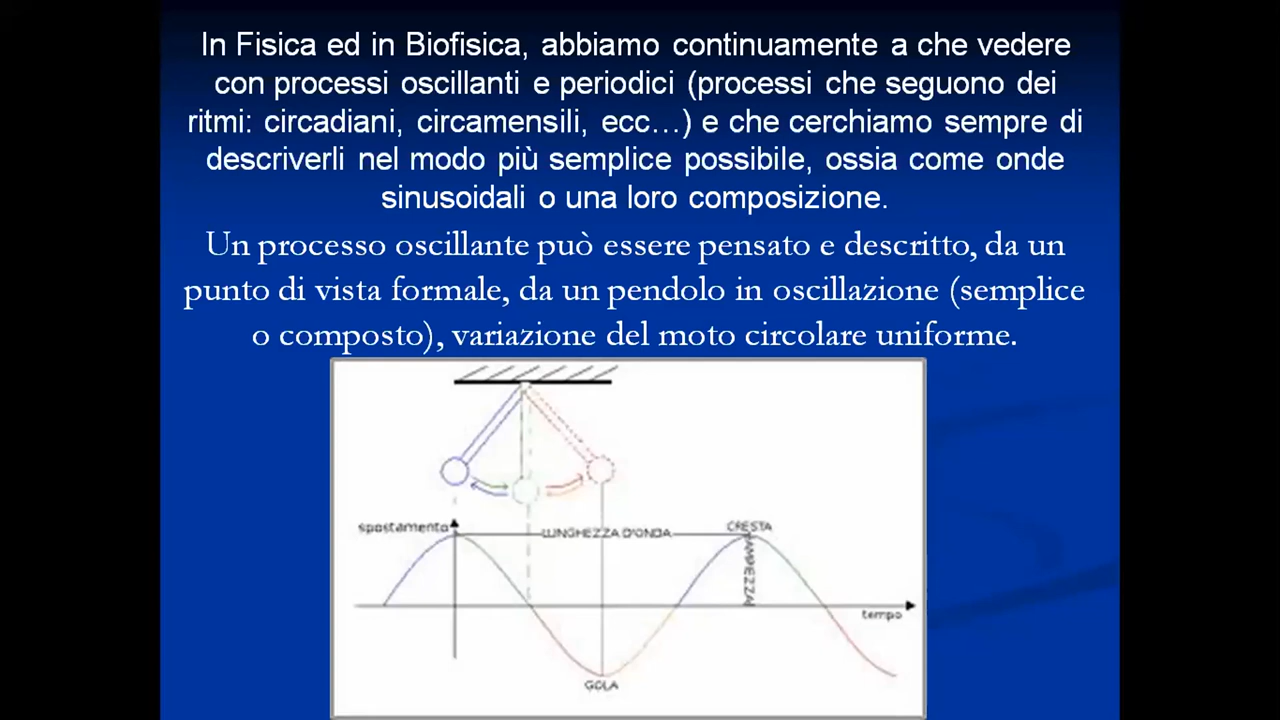 In Fisica ed in Biofisica, abbiamo continuamente a che vedere
con processi oscillanti e periodici (processi che seguono dei
ritmi: circadiani, circamensili, ecc…) e che cerchiamo sempre di
descriverli nel modo più semplice possibile, ossia come onde
sinusoidali o una loro composizione.
Un processo oscillante può essere pensato e descritto, da un
punto di vista formale, da un pendolo in oscillazione (semplice
o composto), variazione del moto circolare uniforme.
spostamento
LUNGHEZZA D'ONDA
CRESTA
AMPIEZZA
tempo
GOLA